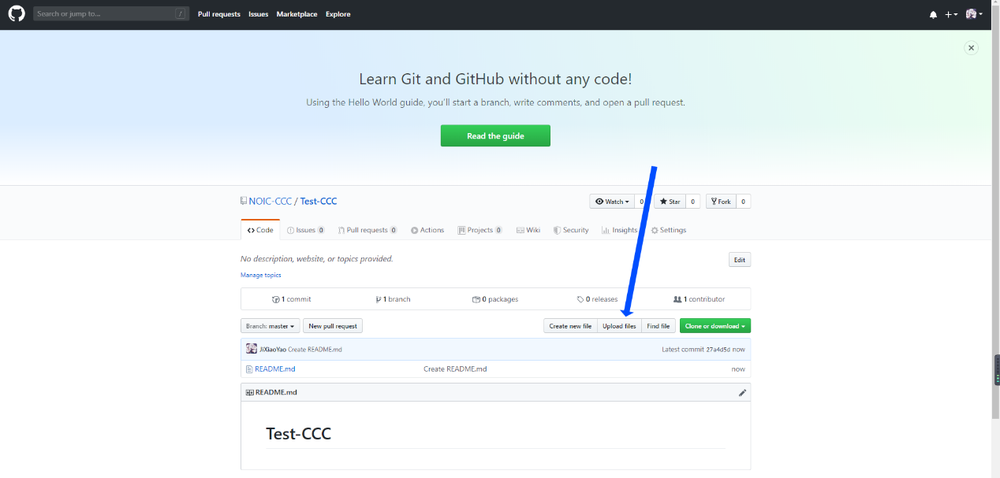 Search or jump to... /
Pull requests Issues Marketplace Explore
Learn Git and GitHub without any code!
Using the Hello World guide, you'll start a branch, write comments, and open a pull request.
Read the guide
NOIC-CCC / Test-CCC
Watch 0 Star 0 Fork 0
Code Issues 0 Pull requests 0 Actions Projects 0 Wiki Security Insights Settings
No description, website, or topics provided.
Edit
Manage topics
1 commit 1 branch 0 packages 0 releases 1 contributor
Branch: master New pull request Create new file Upload files Find file Clone or download
JiXiaoYao Create README.md Latest commit 27a4d5d now
README.md Create README.md now
README.md
Test-CCC